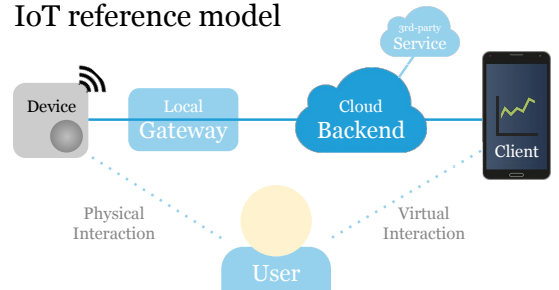 IoT reference model
3rd-party
Service
Device
Local
Gateway
Cloud
Backend
Client
Physical
Interaction
Virtual
Interaction
User